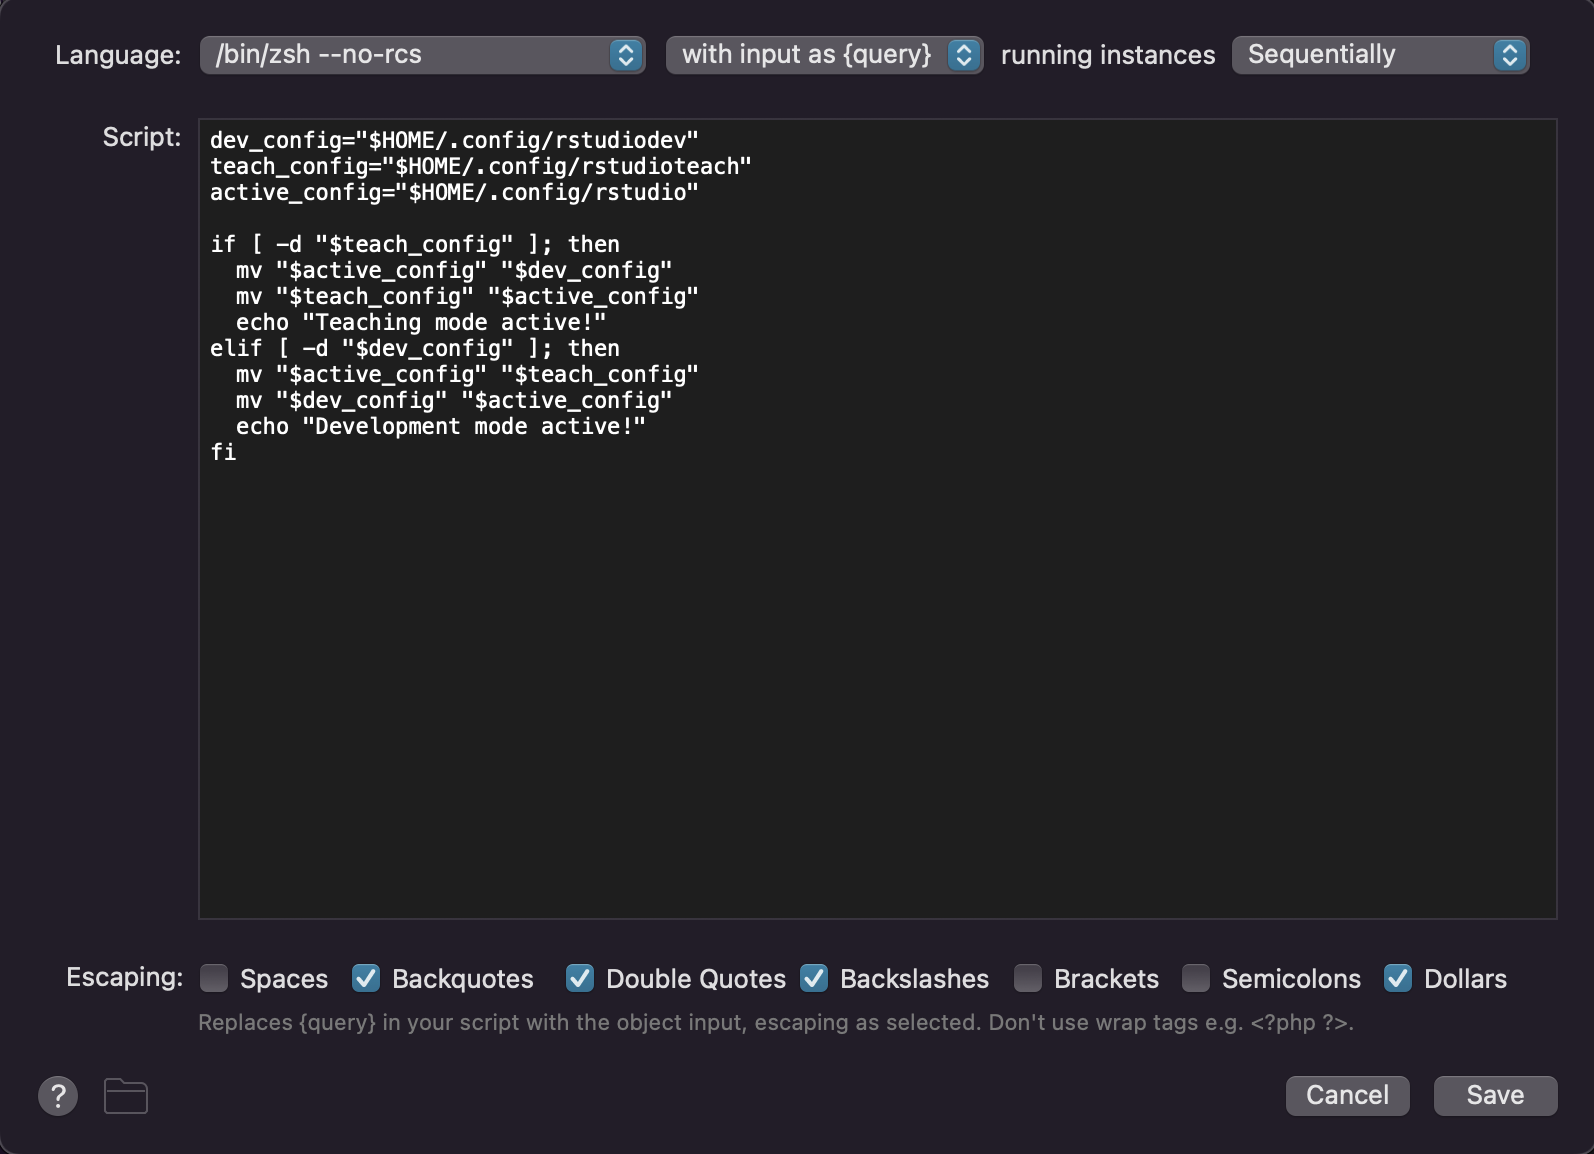 Language: /bin/zsh --no-rcs with input as {query} running instances Sequentially
Script:
dev_config="$HOME/.config/rstudiodev"
teach_config="$HOME/.config/rstudioteach"
active_config="$HOME/.config/rstudio"
if [ -d "$teach_config" ]; then
mv "$active_config" "$dev_config"
mv "$teach_config" "$active_config"
echo "Teaching mode active!"
elif [ -d "$dev_config" ]; then
mv "$active_config" "$teach_config"
mv "$dev_config" "$active_config"
echo "Development mode active!"
fi
Escaping: Spaces Backquotes Double Quotes Backslashes Brackets Semicolons Dollars
Replaces {query} in your script with the object input, escaping as selected. Don't use wrap tags e.g. <?php ?>.
? Cancel Save